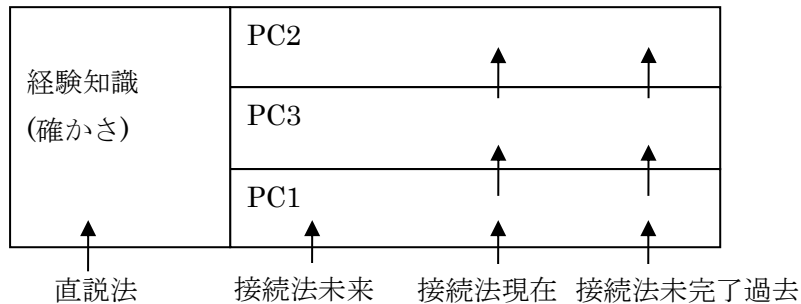 PC2
経験知識
(確かさ)
PC3
PC1
直説法 接続法未来 接続法現在 接続法未完了過去